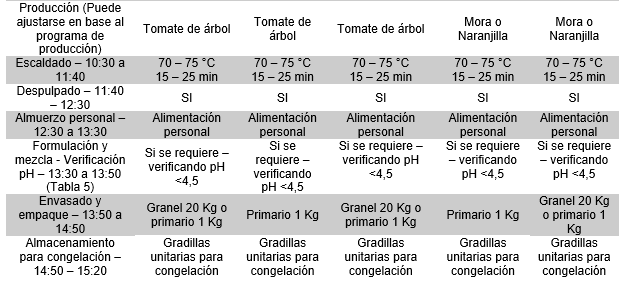 Producción (Puede
ajustarse en base al
programa de
producción)
Tomate de árbol
Tomate de
árbol
Tomate de árbol
Mora o
Naranjilla
Mora o
Naranjilla
Escaldado – 10:30 a
11:40
70 – 75 °C
15 – 25 min
70 – 75 °C
15 – 25 min
70 – 75 °C
15 – 25 min
70 – 75 °C
15 – 25 min
70 – 75 °C
15 – 25 min
Despulpado – 11:40
– 12:30
SI
SI
SI
SI
SI
Almuerzo personal –
12:30 a 13:30
Alimentación
personal
Alimentación
personal
Alimentación
personal
Alimentación
personal
Alimentación
personal
Formulación y
mezcla - Verificación
pH – 13:30 a 13:50
(Tabla 5)
Si se requiere –
verificando pH
<4,5
Si se
requiere –
verificando
pH <4,5
Si se requiere –
verificando pH
<4,5
Si se requiere
– verificando
pH <4,5
Si se requiere
– verificando
pH <4,5
Envasado y
empaque – 13:50 a
14:50
Granel 20 Kg o
primario 1 Kg
Primario 1 Kg
Granel 20 Kg o
primario 1 Kg
Primario 1 Kg
Granel 20 Kg
o primario 1
Kg
Almacenamiento
para congelación –
14:50 – 15:20
Gradillas
unitarias para
congelación
Gradillas
unitarias para
congelación
Gradillas
unitarias para
congelación
Gradillas
unitarias para
congelación
Gradillas
unitarias para
congelación